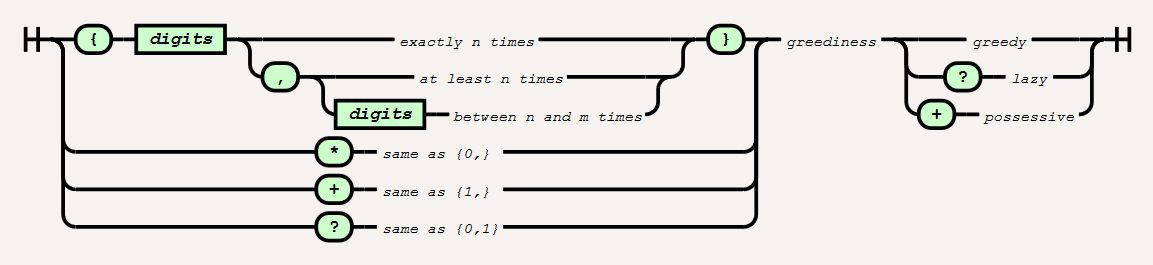 { digits exactly n times } greediness greedy
, at least n times ? lazy
digits between n and m times + possessive
* same as {0,}
+ same as {1,}
? same as {0,1}